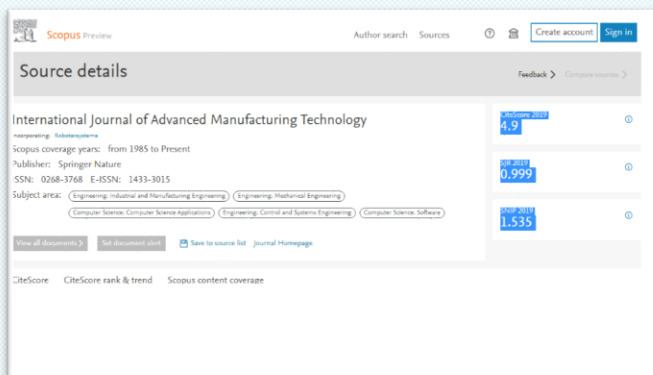 Scopus Preview
Author search Sources
Create account Sign in
Source details
Feedback > Compare sources >
International Journal of Advanced Manufacturing Technology
Incorporating: Robotersysteme
Scopus coverage years: from 1985 to Present
Publisher: Springer Nature
ISSN: 0268-3768 E-ISSN: 1433-3015
Subject area: Engineering: Industrial and Manufacturing Engineering Engineering: Mechanical Engineering
Computer Science: Computer Science Applications Engineering: Control and Systems Engineering Computer Science: Software
View all documents > Set document alert Save to source list Journal Homepage
CiteScore 2019
4.9
SJR 2019
0.999
SNIP 2019
1.535
CiteScore CiteScore rank & trend Scopus content coverage